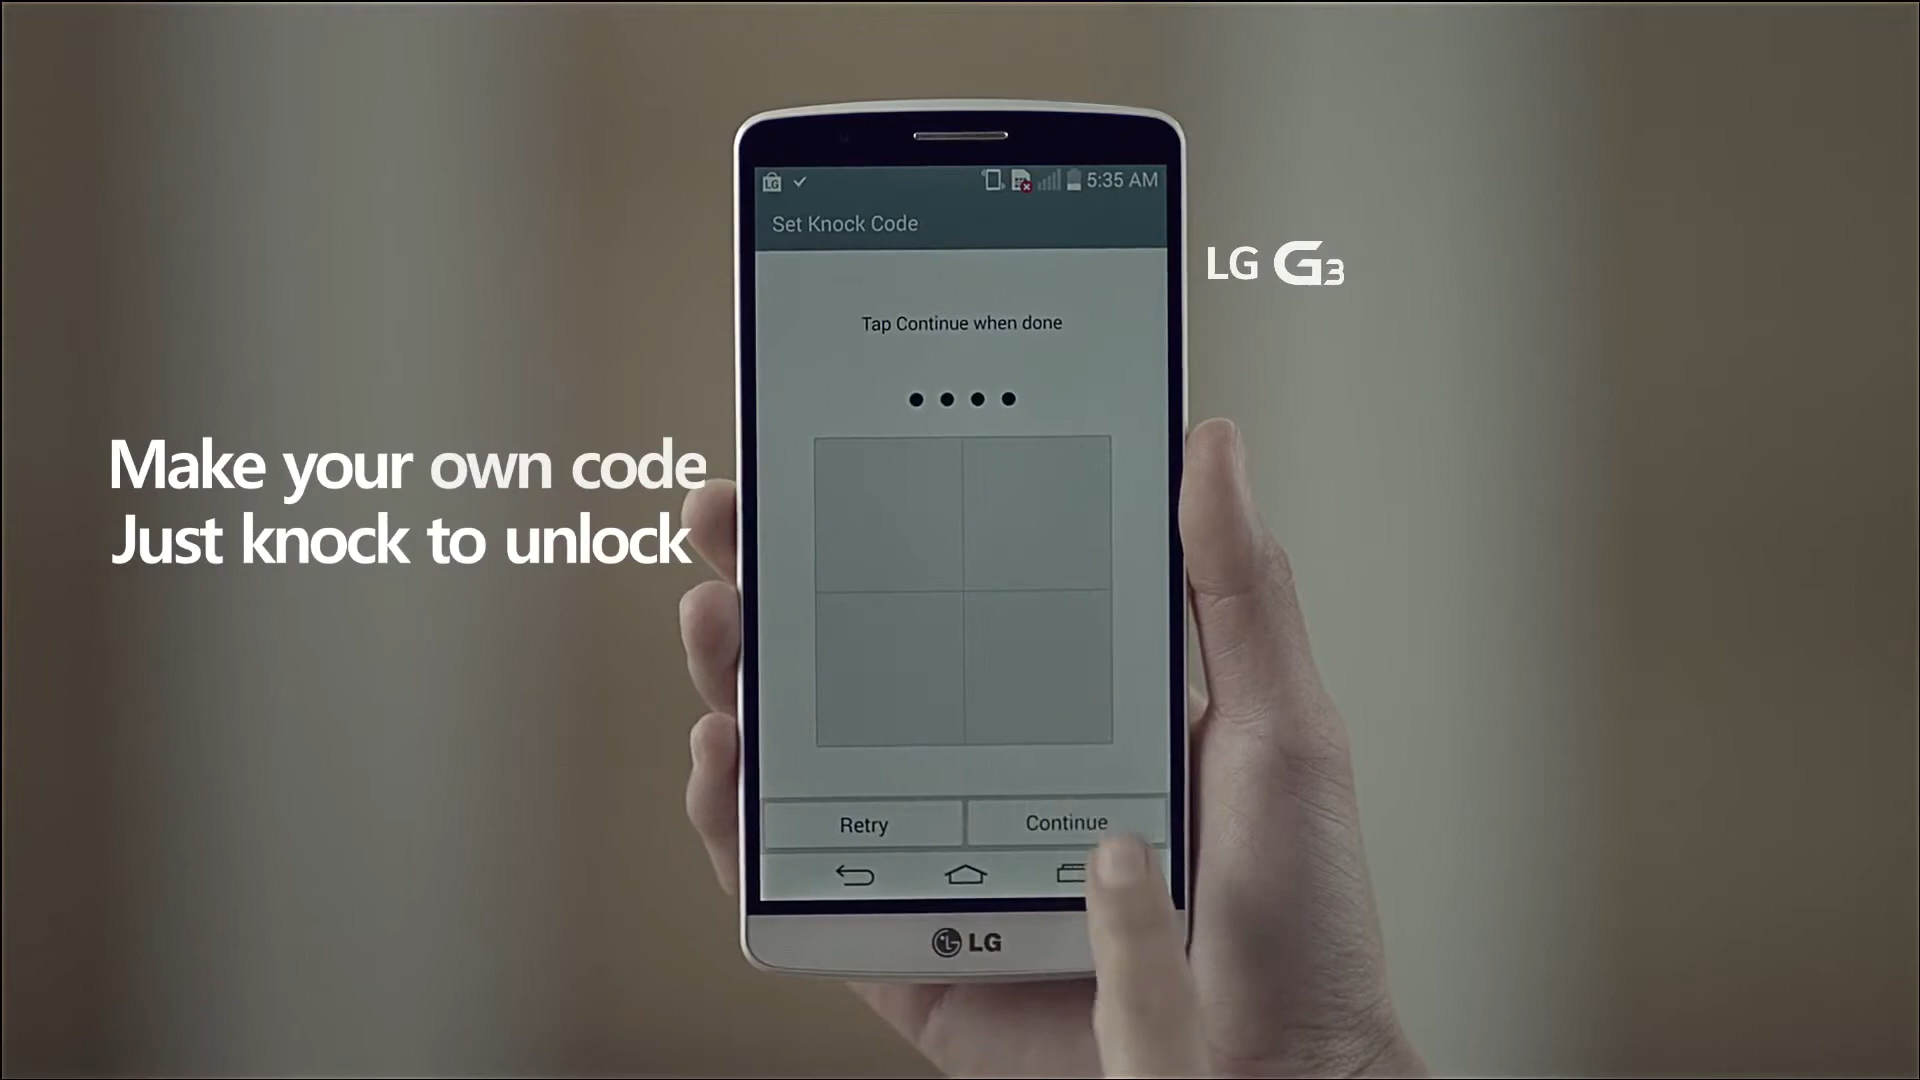 LG
5:35 AM
Set Knock Code
LG G3
Tap Continue when done
Make your own code
Just knock to unlock
Retry
Continue
LG